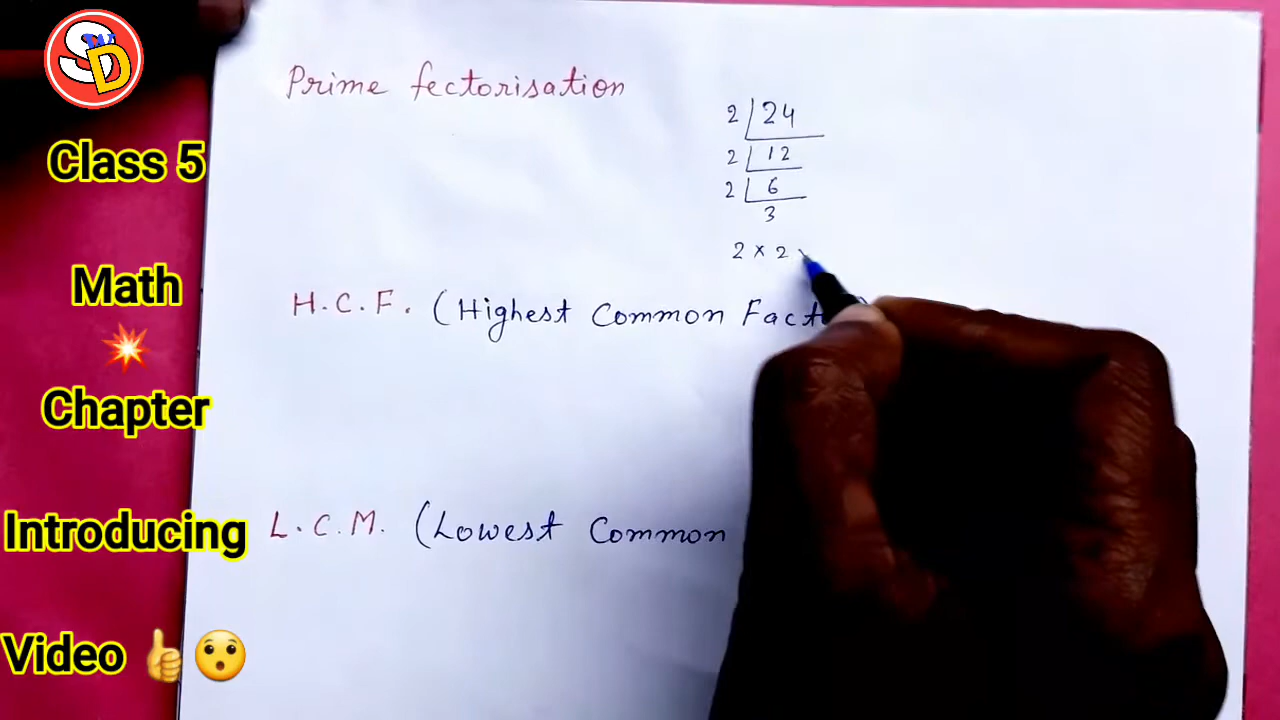 SwD
Class 5
Math
Chapter
Introducing
Video
Prime fectorisation
2 | 24
2 | 12
2 | 6
3
2 × 2
H.C.F. (Highest Common
L.C.M. (Lowest Common